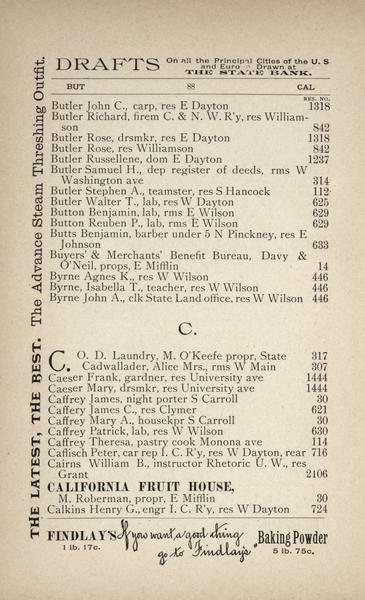 DRAFTS On all the Principal Cities of the U. S
and Euro Drawn at
THE STATE BANK.
BUT 88 CAL
RES. NO.
Butler John C., carp, res E Dayton 1318
Butler Richard, firem C. & N. W. R'y, res William-
son 842
Butler Rose, drsmkr, res E Dayton 1318
Butler Rose, res Williamson 842
Butler Russellene, dom E Dayton 1237
Butler Samuel H., dep register of deeds, rms W
Washington ave 314
Butler Stephen A., teamster, res S Hancock 112
Butler Walter T., lab, res W Dayton 625
Button Benjamin, lab, rms E Wilson 629
Button Reuben P., lab, rms E Wilson 629
Butts Benjamin, barber under 5 N Pinckney, res E
Johnson 633
Buyers' & Merchants' Benefit Bureau, Davy &
O'Neil, props, E Mifflin 14
Byrne Agnes K., res W Wilson 446
Byrne, Isabella T., teacher, res W Wilson 446
Byrne John A., clk State Land office, res W Wilson 446
C.
C. O. D. Laundry, M. O'Keefe propr, State 317
Cadwallader, Alice Mrs., rms W Main 307
Caeser Frank, gardner, res University ave 1444
Caeser Mary, drsmkr, res University ave 1444
Caffrey James, night porter S Carroll 30
Caffery James C., res Clymer 621
Caffrey Mary A., housekpr S Carroll 30
Caffrey Patrick, lab, res W Wilson 630
Caffrey Theresa, pastry cook Monona ave 114
Caflisch Peter, car rep I. C. R'y, res W Dayton, rear 716
Cairns William B., instructor Rhetoric U. W., res
Grant 2106
CALIFORNIA FRUIT HOUSE,
M. Roberman, propr, E Mifflin 30
Calkins Henry G., engr I. C. R'y, res W Dayton 724
FINDLAY'S If you want a good thing go to Findlay's Baking Powder
1 lb. 17c. 5 lb. 75c.
THE LATEST, THE BEST. The Advance Steam Threshing Outfit.